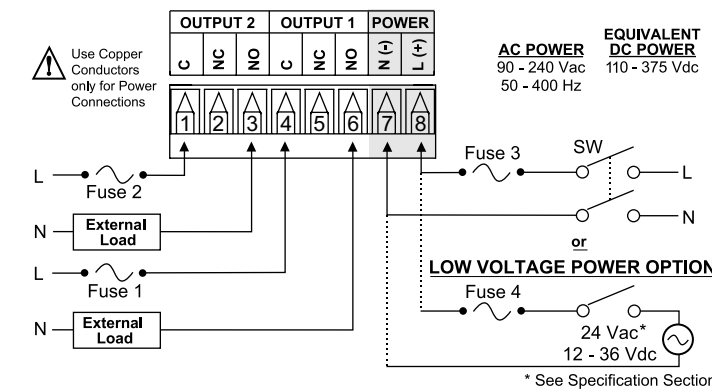 OUTPUT 2 OUTPUT 1 POWER
C NC NO C NC NO N (-) L (+)
1 2 3 4 5 6 7 8
Use Copper
Conductors
only for Power
Connections
AC POWER
90 - 240 Vac
50 - 400 Hz
EQUIVALENT
DC POWER
110 - 375 Vdc
L
Fuse 2
N
External
Load
L
Fuse 1
N
External
Load
Fuse 3
SW
L
N
or
LOW VOLTAGE POWER OPTION
Fuse 4
24 Vac*
12 - 36 Vdc
* See Specification Section